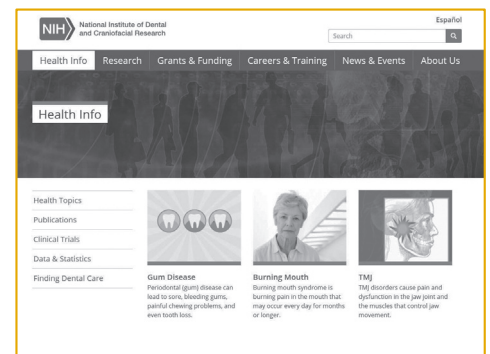 Español
NIH National Institute of Dental
and Craniofacial Research
Search
Health Info Research Grants & Funding Careers & Training News & Events About Us
Health Info
Health Topics
Publications
Clinical Trials
Data & Statistics
Finding Dental Care
Gum Disease
Periodontal (gum) disease can
lead to sore, bleeding gums,
painful chewing problems, and
even tooth loss.
Burning Mouth
Burning mouth syndrome is
burning pain in the mouth that
may occur every day for months
or longer.
TMJ
TMJ disorders cause pain and
dysfunction in the jaw joint and
the muscles that control jaw
movement.